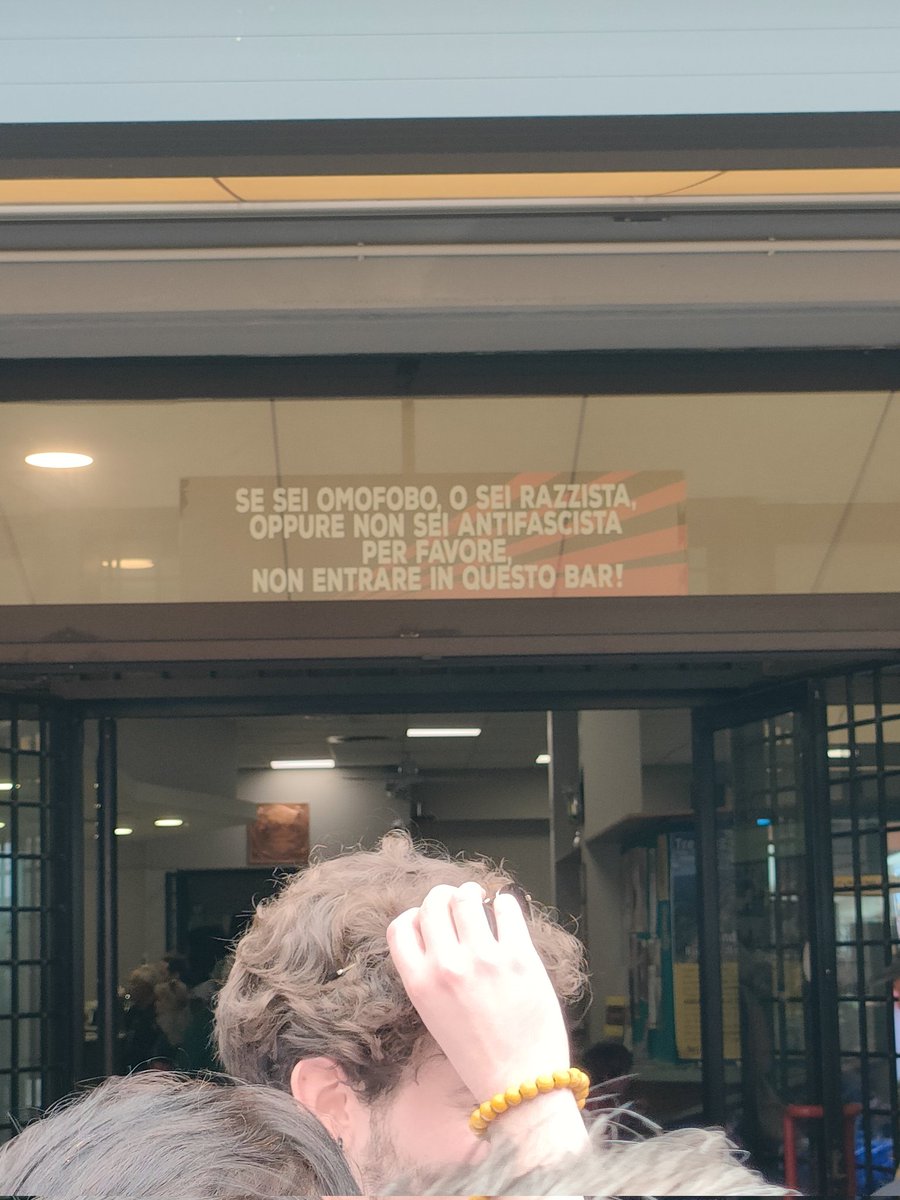 SE SEI OMOFOBO, O SEI RAZZISTA,
OPPURE NON SEI ANTIFASCISTA
PER FAVORE,
NON ENTRARE IN QUESTO BAR!